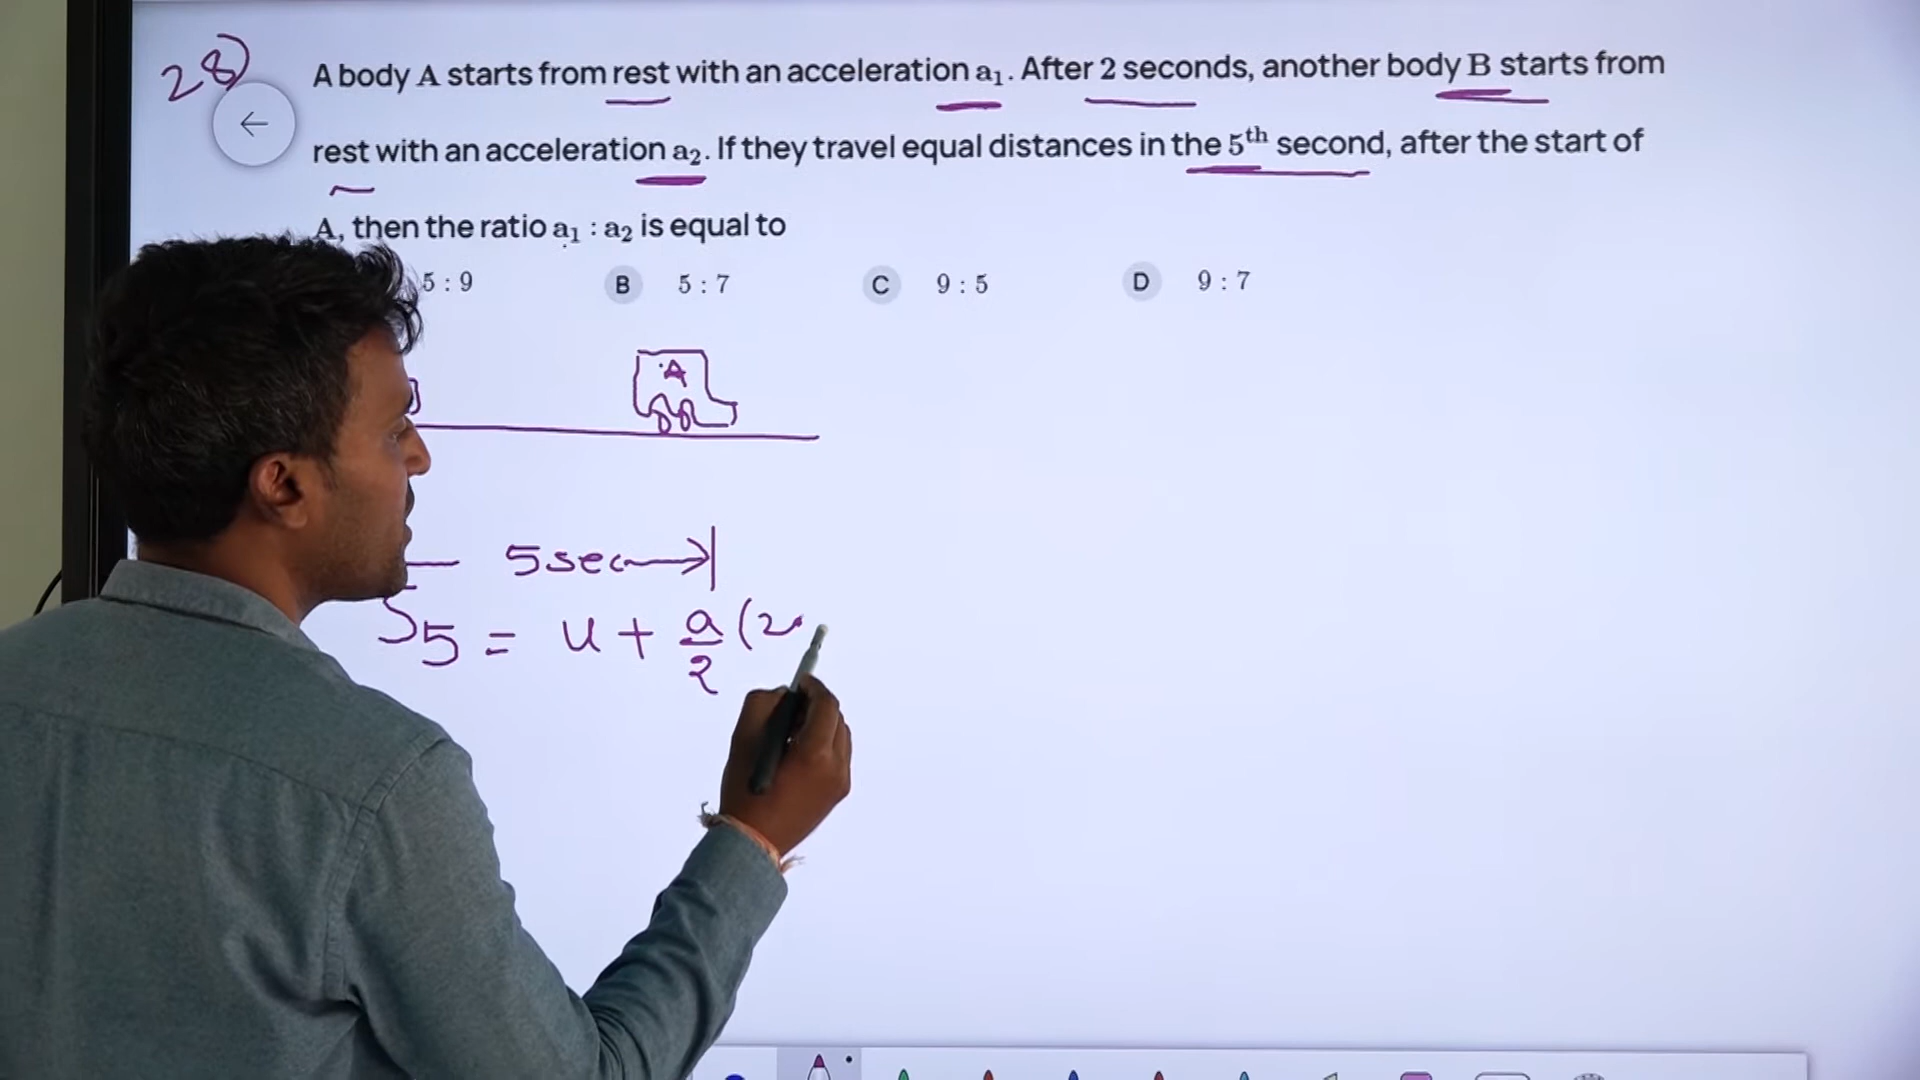 28)
A body A starts from rest with an acceleration a₁. After 2 seconds, another body B starts from
rest with an acceleration a₂. If they travel equal distances in the 5ᵗʰ second, after the start of
A, then the ratio a₁ : a₂ is equal to
5 : 9 B 5 : 7 C 9 : 5 D 9 : 7
A
5sec
S5 = u + a/2 (2